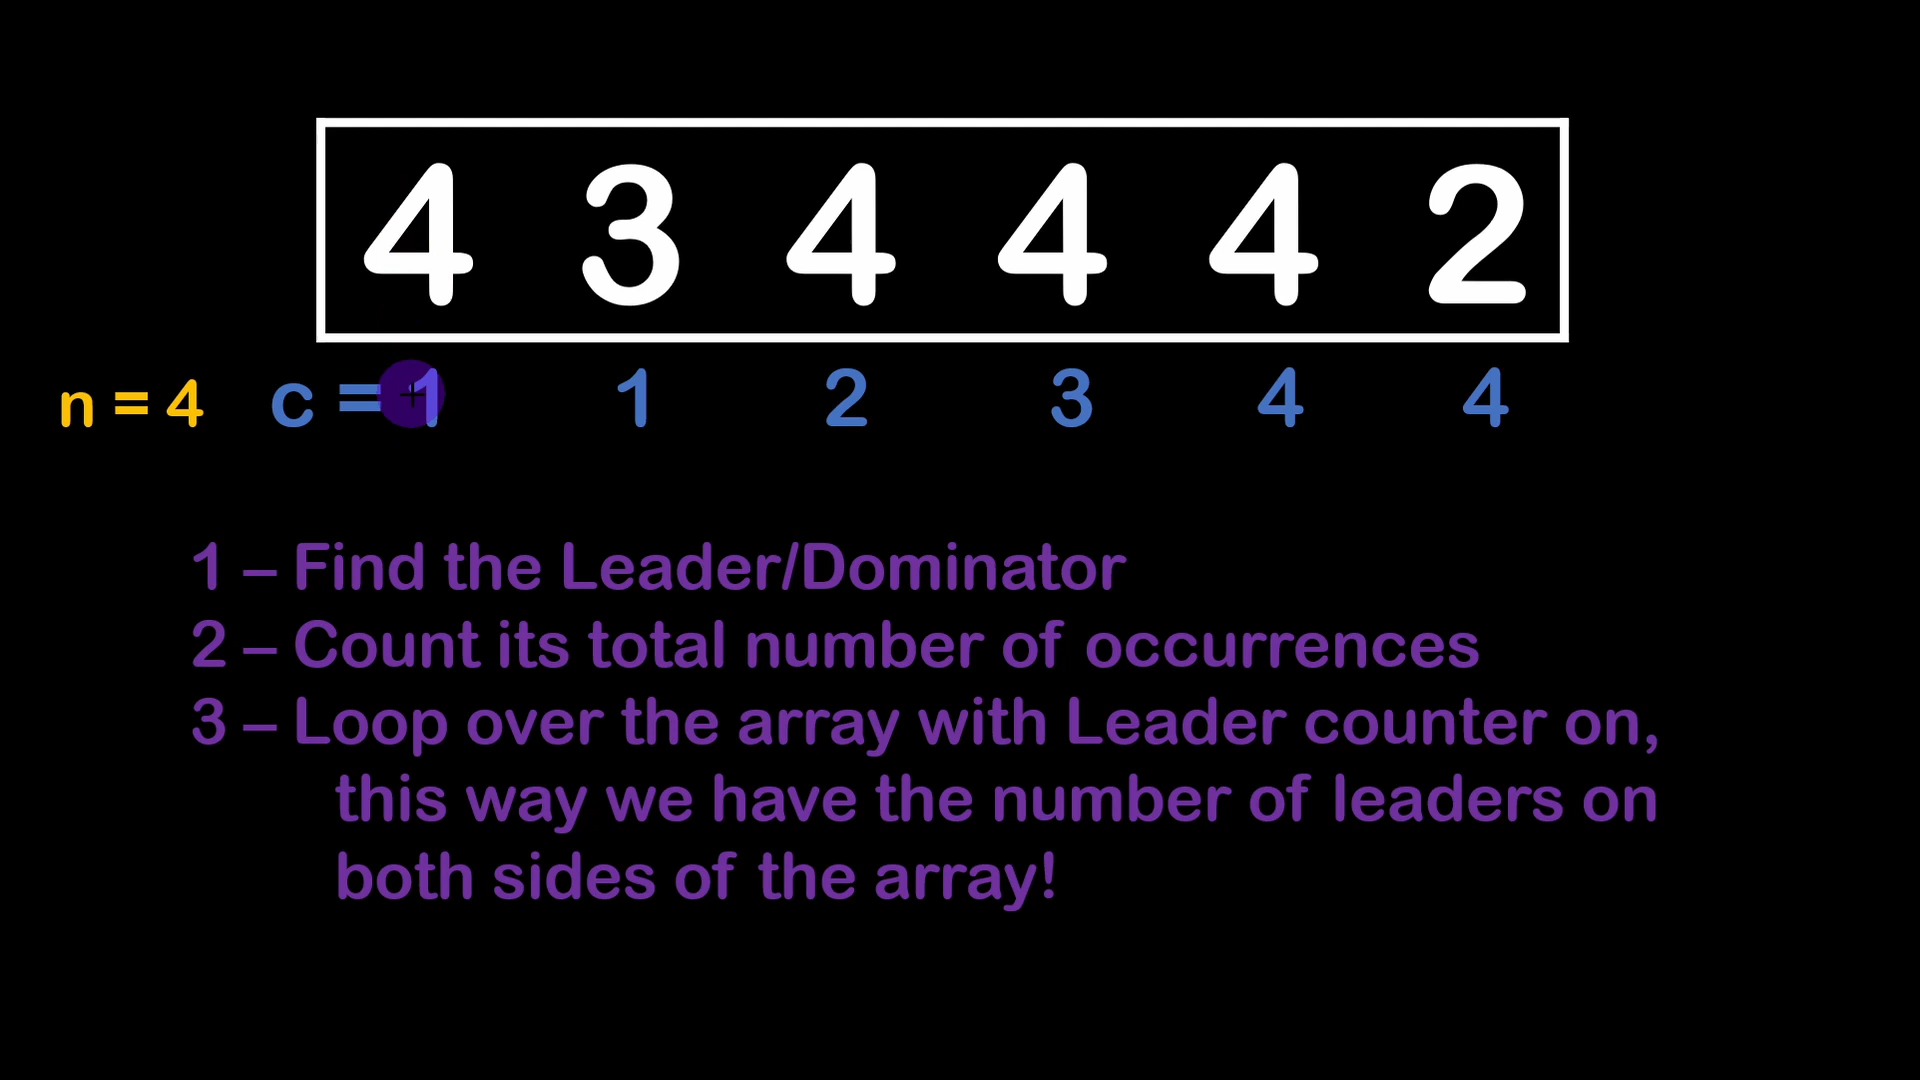 4 3 4 4 4 2
n = 4 c = 1 1 2 3 4 4
1 – Find the Leader/Dominator
2 – Count its total number of occurrences
3 – Loop over the array with Leader counter on,
this way we have the number of leaders on
both sides of the array!